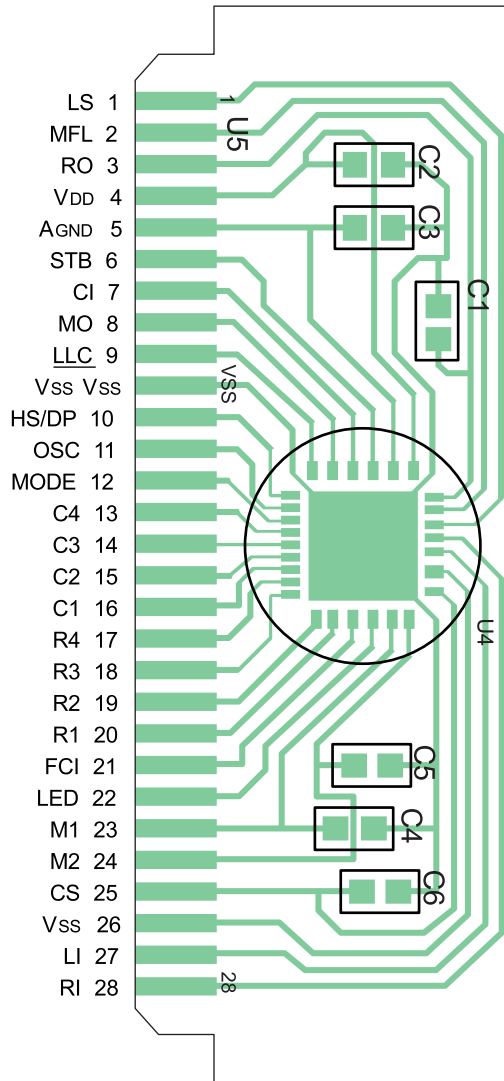 LS 1
MFL 2
RO 3
VDD 4
AGND 5
STB 6
CI 7
MO 8
LLC 9
VSS VSS
HS/DP 10
OSC 11
MODE 12
C4 13
C3 14
C2 15
C1 16
R4 17
R3 18
R2 19
R1 20
FCI 21
LED 22
M1 23
M2 24
CS 25
VSS 26
LI 27
RI 28
1
U5
C2
C3
C1
VSS
U4
C5
C4
C6
28